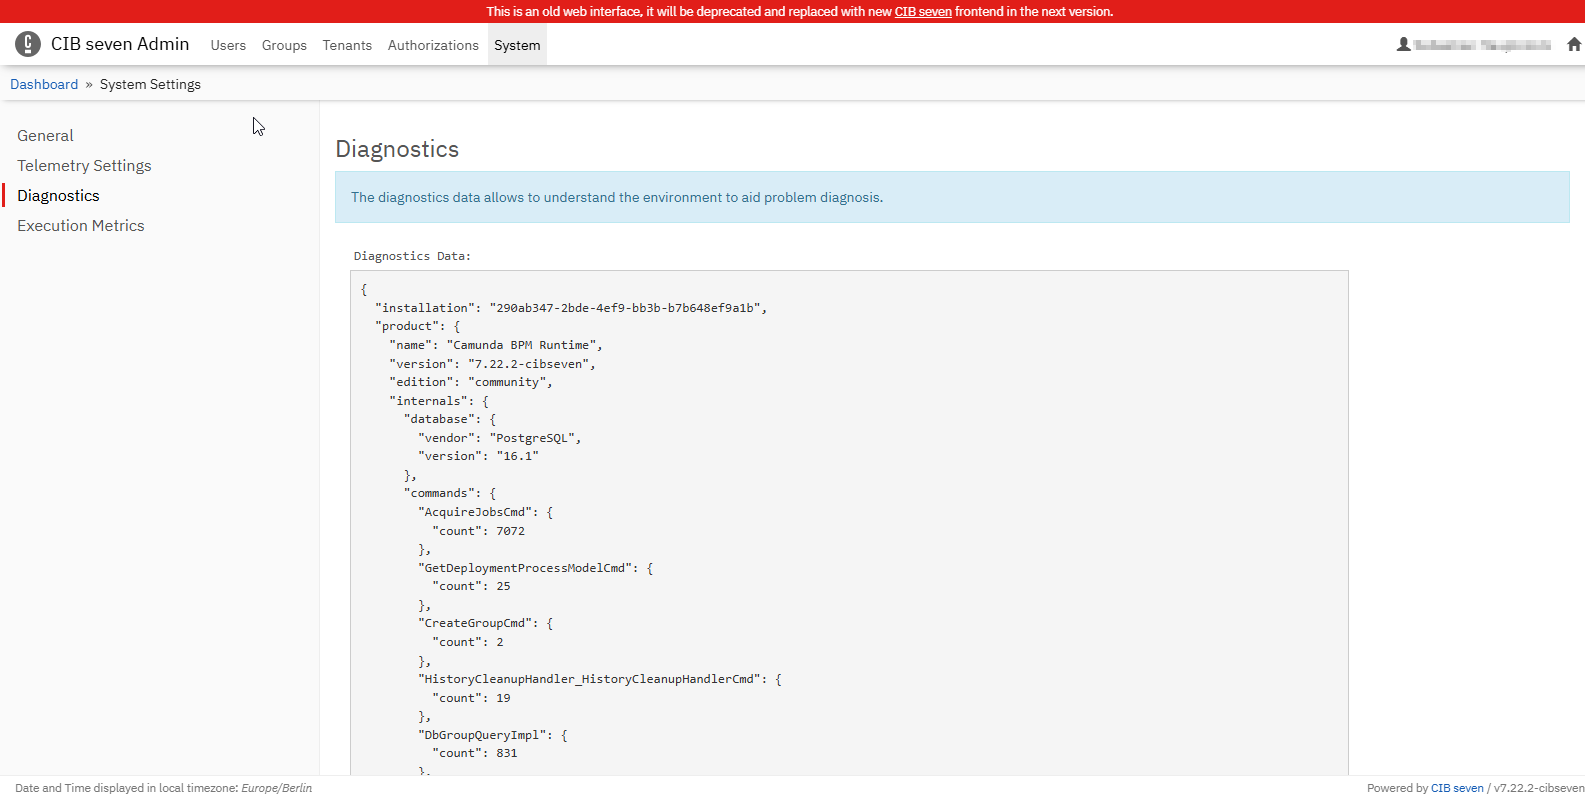 This is an old web interface, it will be deprecated and replaced with new CIB seven frontend in the next version.
CIB seven Admin Users Groups Tenants Authorizations System
Dashboard » System Settings
General
Telemetry Settings
Diagnostics
Execution Metrics
Diagnostics
The diagnostics data allows to understand the environment to aid problem diagnosis.
Diagnostics Data:
{
"installation": "290ab347-2bde-4ef9-bb3b-b7b648ef9a1b",
"product": {
"name": "Camunda BPM Runtime",
"version": "7.22.2-cibseven",
"edition": "community",
"internals": {
"database": {
"vendor": "PostgreSQL",
"version": "16.1"
},
"commands": {
"AcquireJobsCmd": {
"count": 7072
},
"GetDeploymentProcessModelCmd": {
"count": 25
},
"CreateGroupCmd": {
"count": 2
},
"HistoryCleanupHandler_HistoryCleanupHandlerCmd": {
"count": 19
},
"DbGroupQueryImpl": {
"count": 831
},
Date and Time displayed in local timezone: Europe/Berlin
Powered by CIB seven / v7.22.2-cibseven